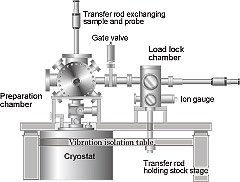 Transfer rod exchanging
sample and probe
Gate valve
Load lock
chamber
Preparation
chamber
Ion gauge
Vibration isolation table
Cryostat
Transfer rod
holding stock stage